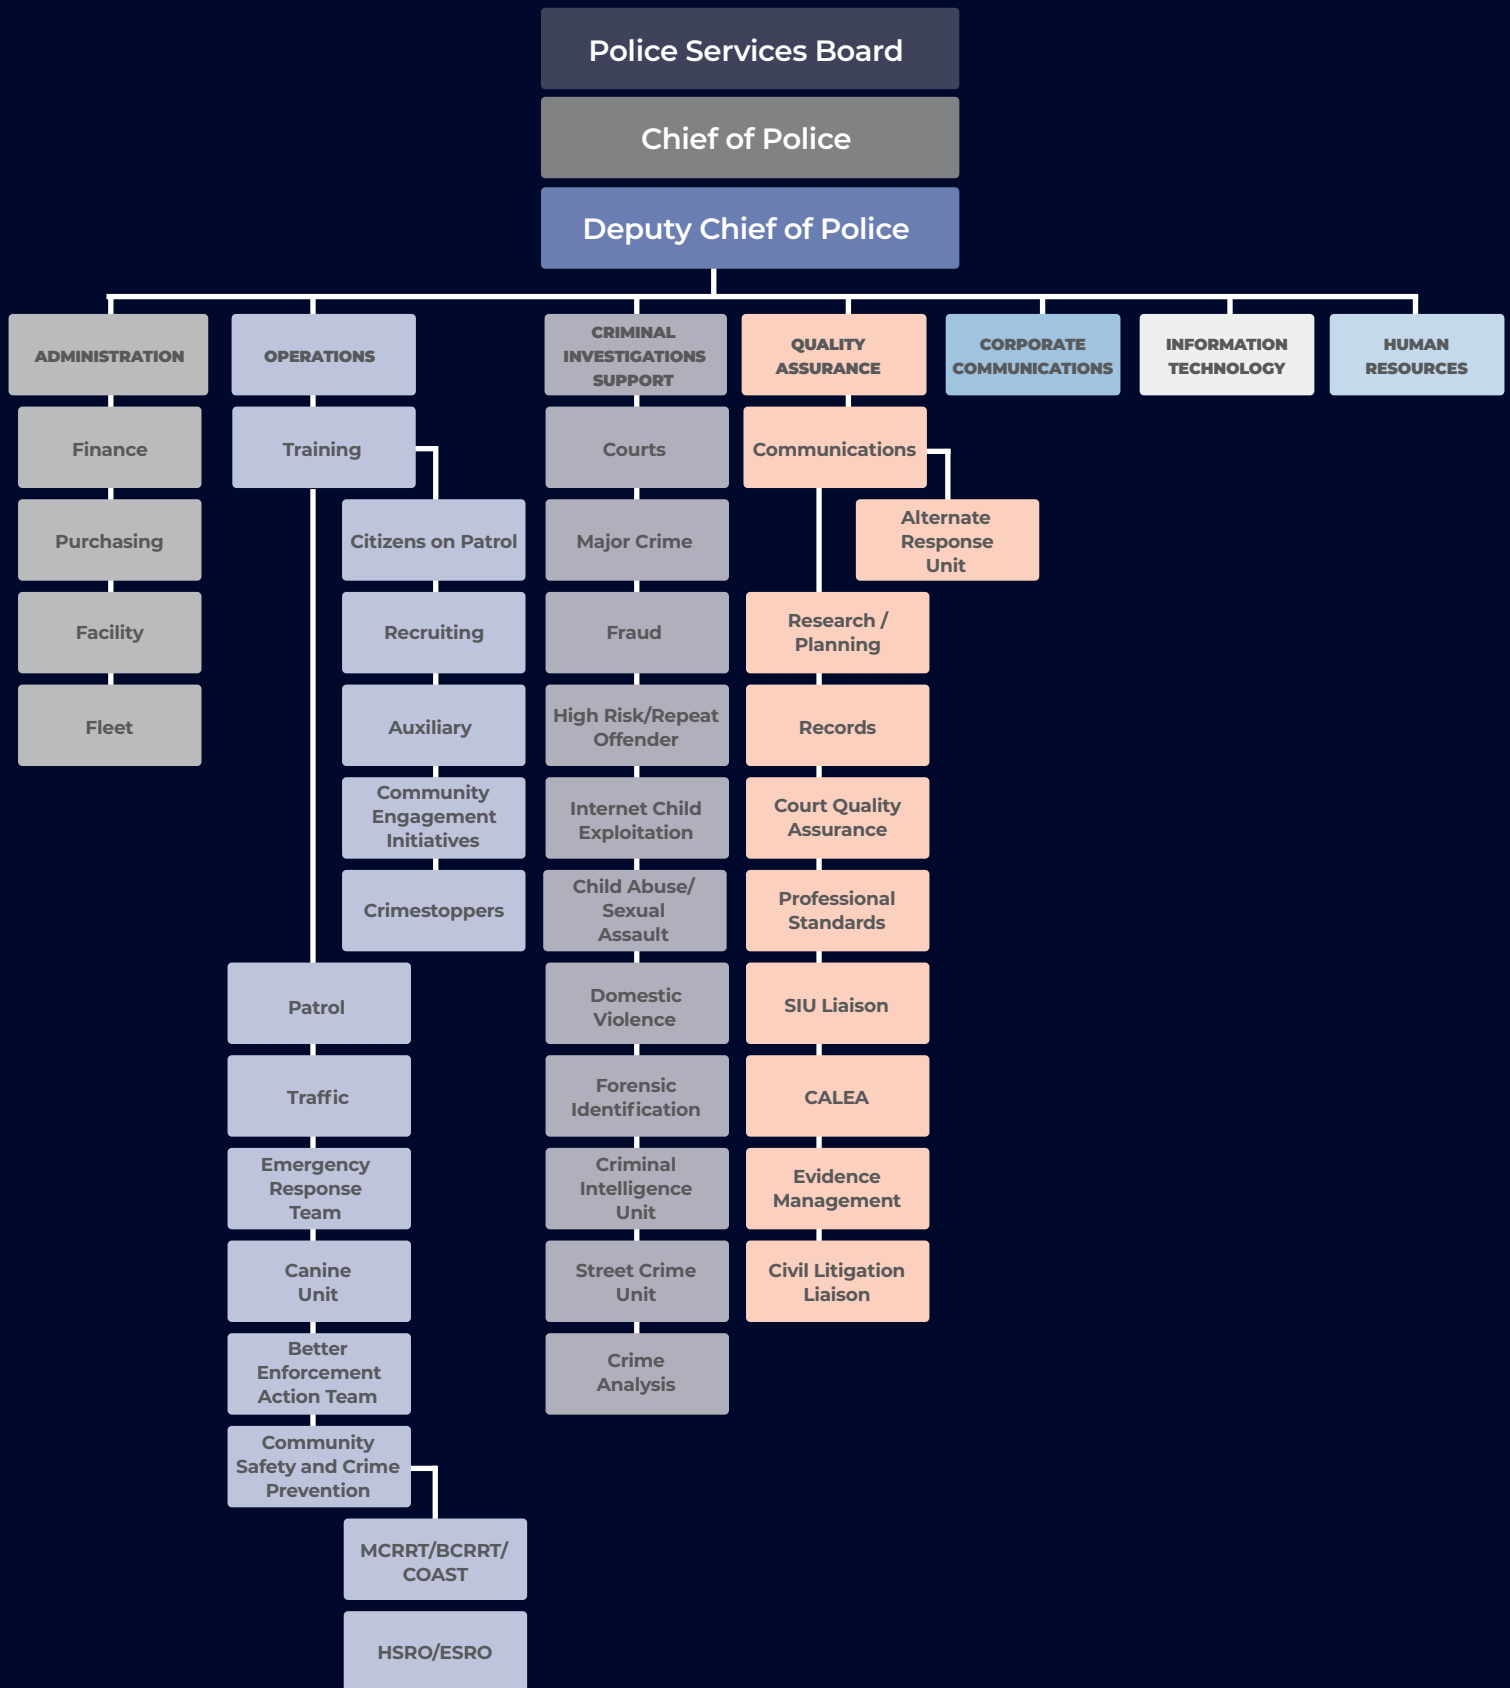 Police Services Board
Chief of Police
Deputy Chief of Police
ADMINISTRATION
Finance
Purchasing
Facility
Fleet
OPERATIONS
Training
Citizens on Patrol
Recruiting
Auxiliary
Community
Engagement
Initiatives
Crimestoppers
Patrol
Traffic
Emergency
Response
Team
Canine
Unit
Better
Enforcement
Action Team
Community
Safety and Crime
Prevention
MCRRT/BCRRT/
COAST
HSRO/ESRO
CRIMINAL
INVESTIGATIONS
SUPPORT
Courts
Major Crime
Fraud
High Risk/Repeat
Offender
Internet Child
Exploitation
Child Abuse/
Sexual
Assault
Domestic
Violence
Forensic
Identification
Criminal
Intelligence
Unit
Street Crime
Unit
Crime
Analysis
QUALITY
ASSURANCE
Communications
Alternate
Response
Unit
Research /
Planning
Records
Court Quality
Assurance
Professional
Standards
SIU Liaison
CALEA
Evidence
Management
Civil Litigation
Liaison
CORPORATE
COMMUNICATIONS
INFORMATION
TECHNOLOGY
HUMAN
RESOURCES